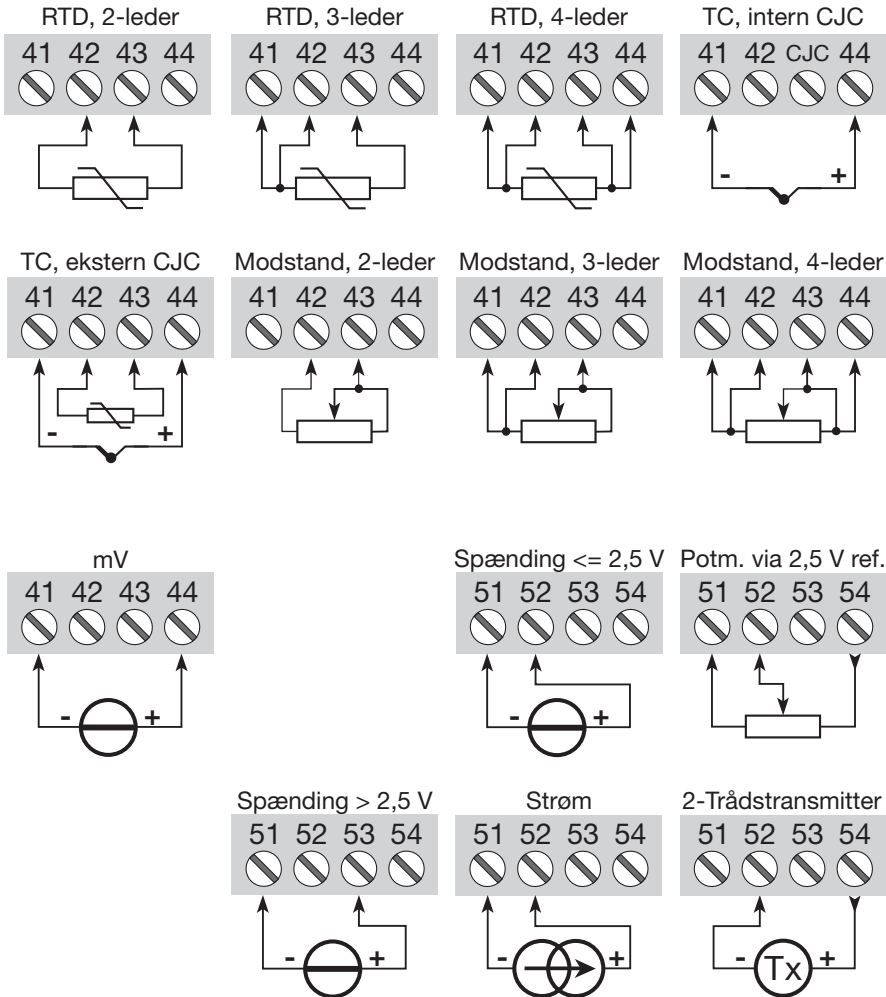 RTD, 2-leder RTD, 3-leder RTD, 4-leder TC, intern CJC
41 42 43 44 41 42 43 44 41 42 43 44 41 42 CJC 44
- +
TC, ekstern CJC Modstand, 2-leder Modstand, 3-leder Modstand, 4-leder
41 42 43 44 41 42 43 44 41 42 43 44 41 42 43 44
- +
mV Spænding <= 2,5 V Potm. via 2,5 V ref.
41 42 43 44 51 52 53 54 51 52 53 54
- + - +
Spænding > 2,5 V Strøm 2-Trådstransmitter
51 52 53 54 51 52 53 54 51 52 53 54
- + - + - Tx +